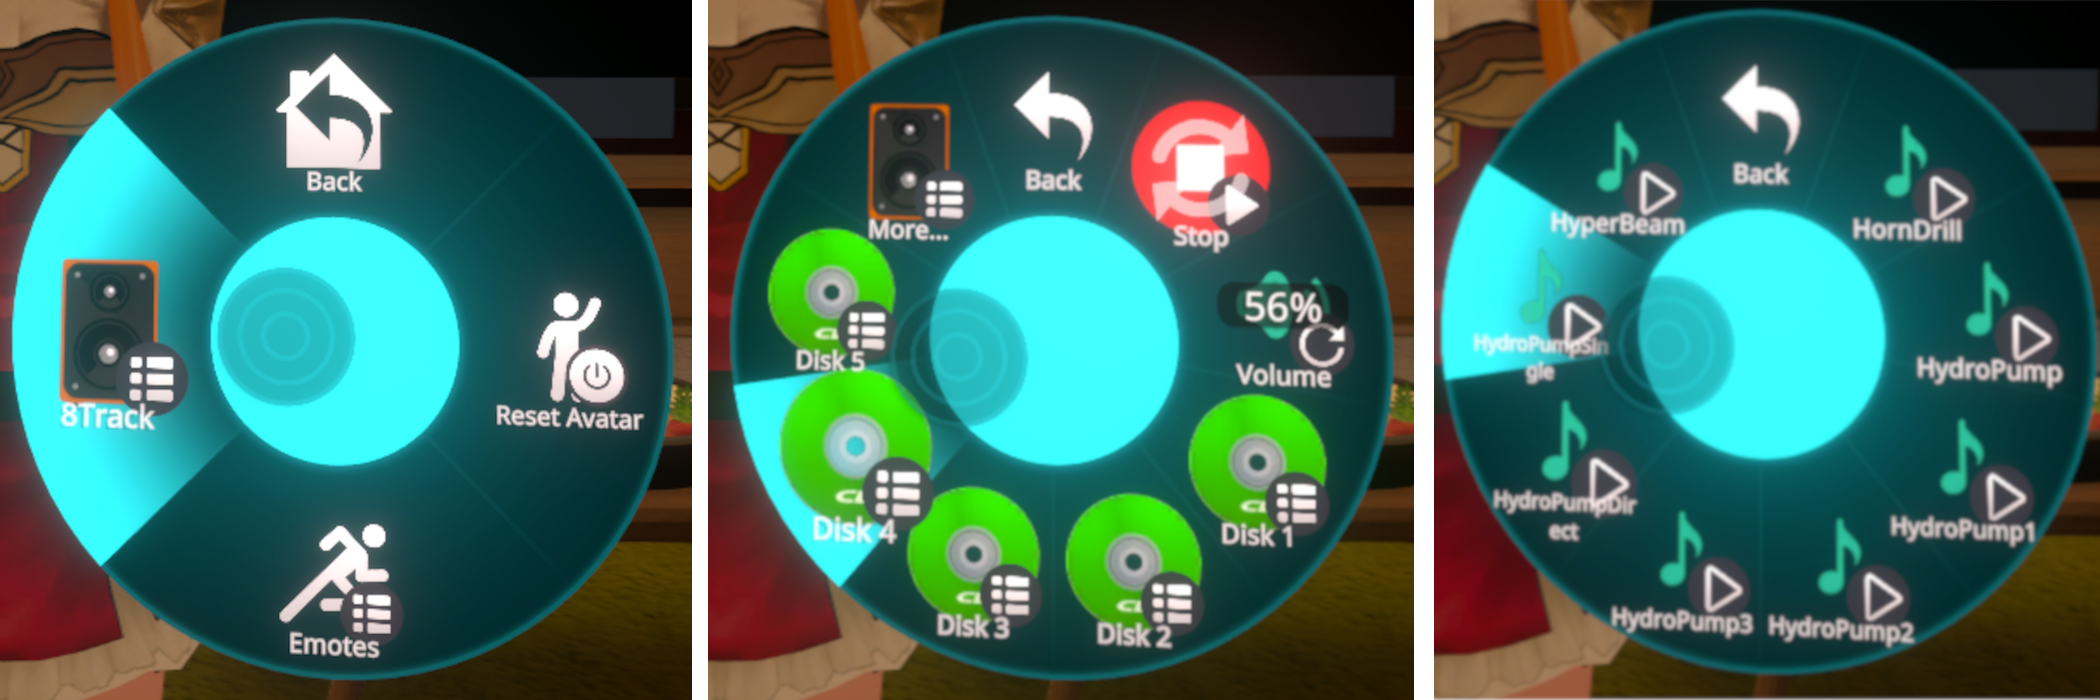 Back
8Track
Reset Avatar
Emotes
More...
Back
Stop
56%
Volume
Disk 5
Disk 4
Disk 3
Disk 2
Disk 1
Back
HyperBeam
HornDrill
HydroPumpSin
gle
HydroPump
HydroPumpDir
ect
HydroPump1
HydroPump3
HydroPump2